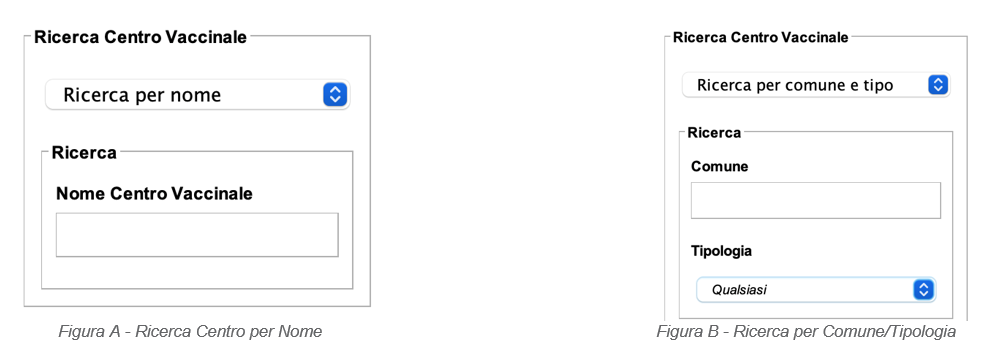 Ricerca Centro Vaccinale
Ricerca per nome
Ricerca
Nome Centro Vaccinale
Figura A - Ricerca Centro per Nome
Ricerca Centro Vaccinale
Ricerca per comune e tipo
Ricerca
Comune
Tipologia
Qualsiasi
Figura B - Ricerca per Comune/Tipologia